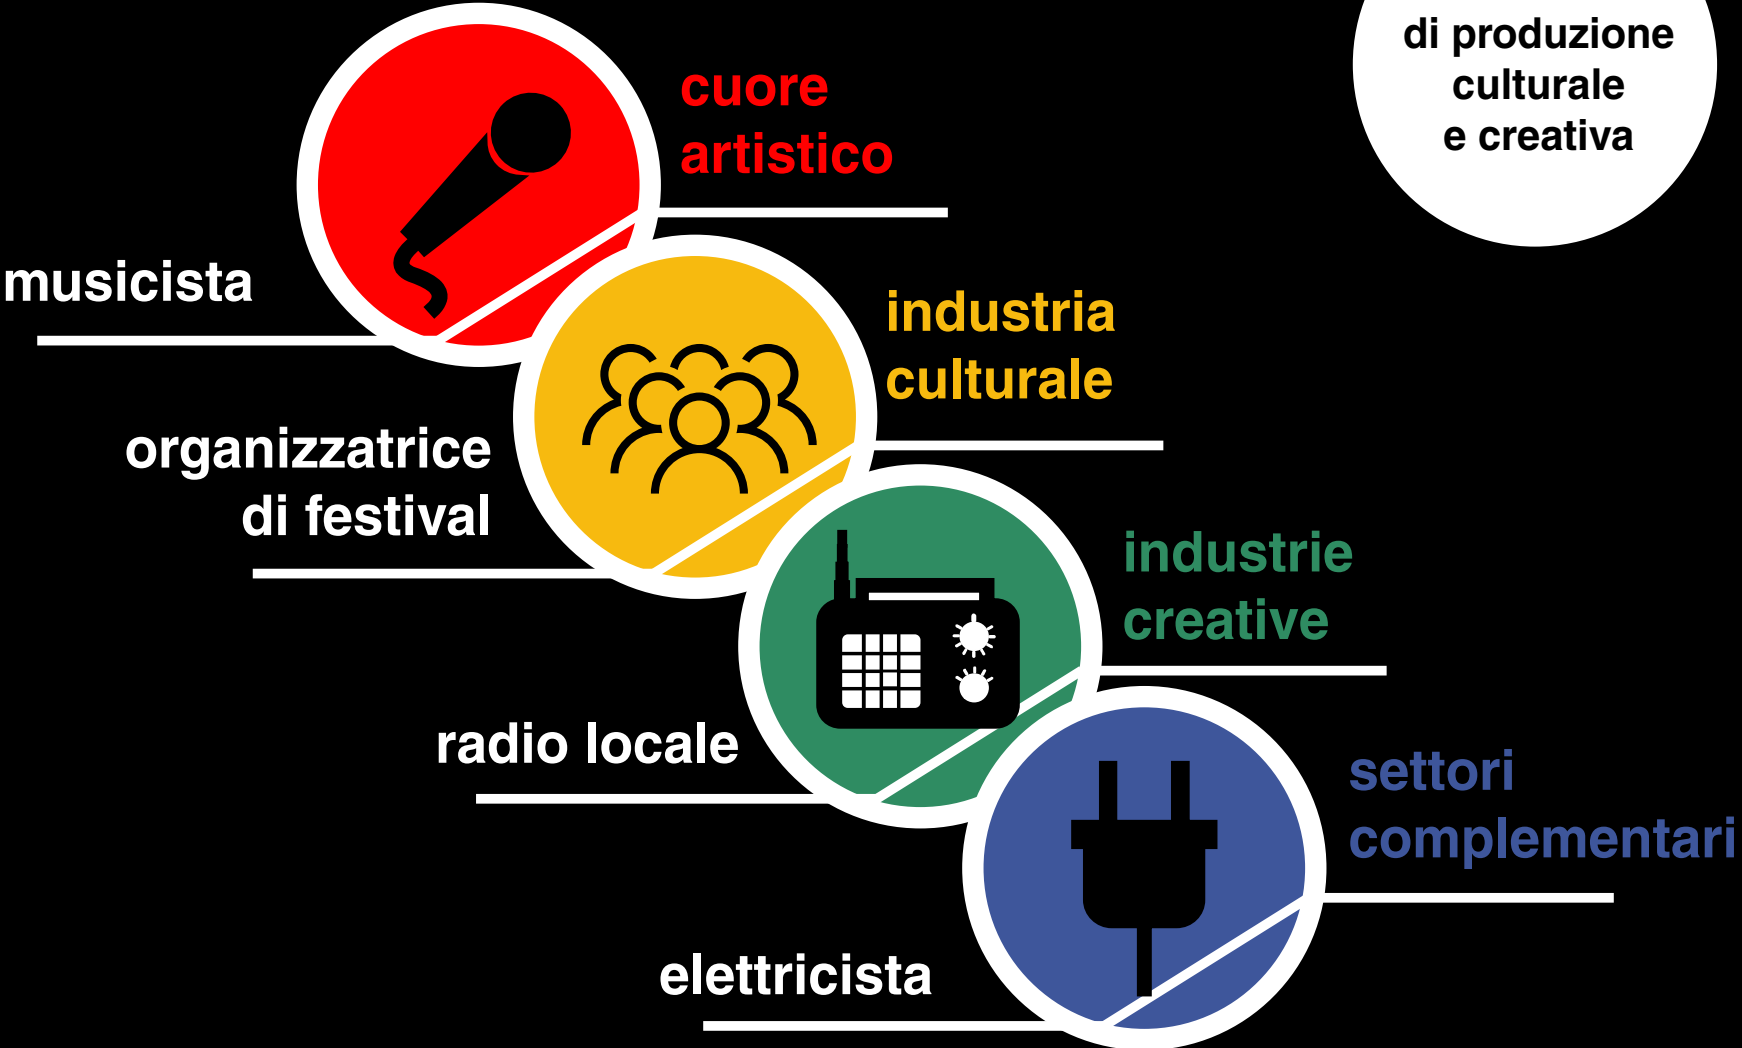 di produzione
culturale
e creativa
cuore
artistico
musicista
industria
culturale
organizzatrice
di festival
industrie
creative
radio locale
settori
complementari
elettricista